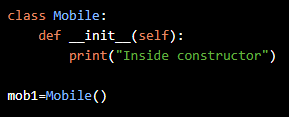 class Mobile:
    def __init__(self):
        print("Inside constructor")
mob1=Mobile()